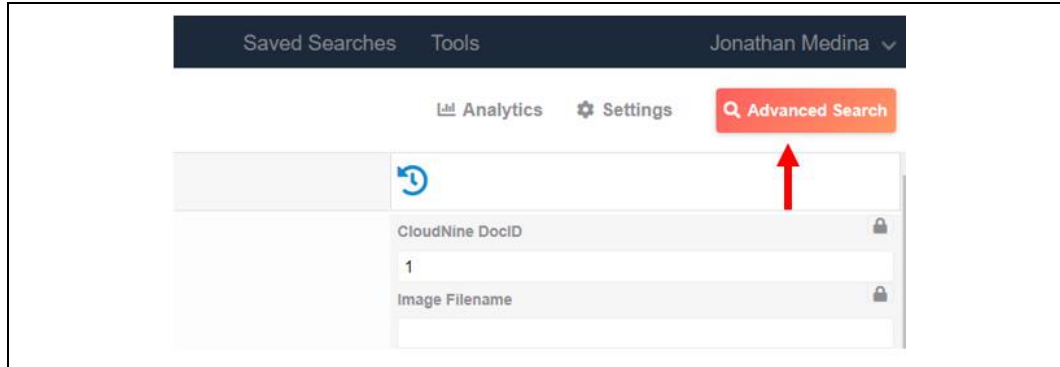 Saved Searches Tools Jonathan Medina
Analytics Settings Advanced Search
CloudNine DocID
1
Image Filename